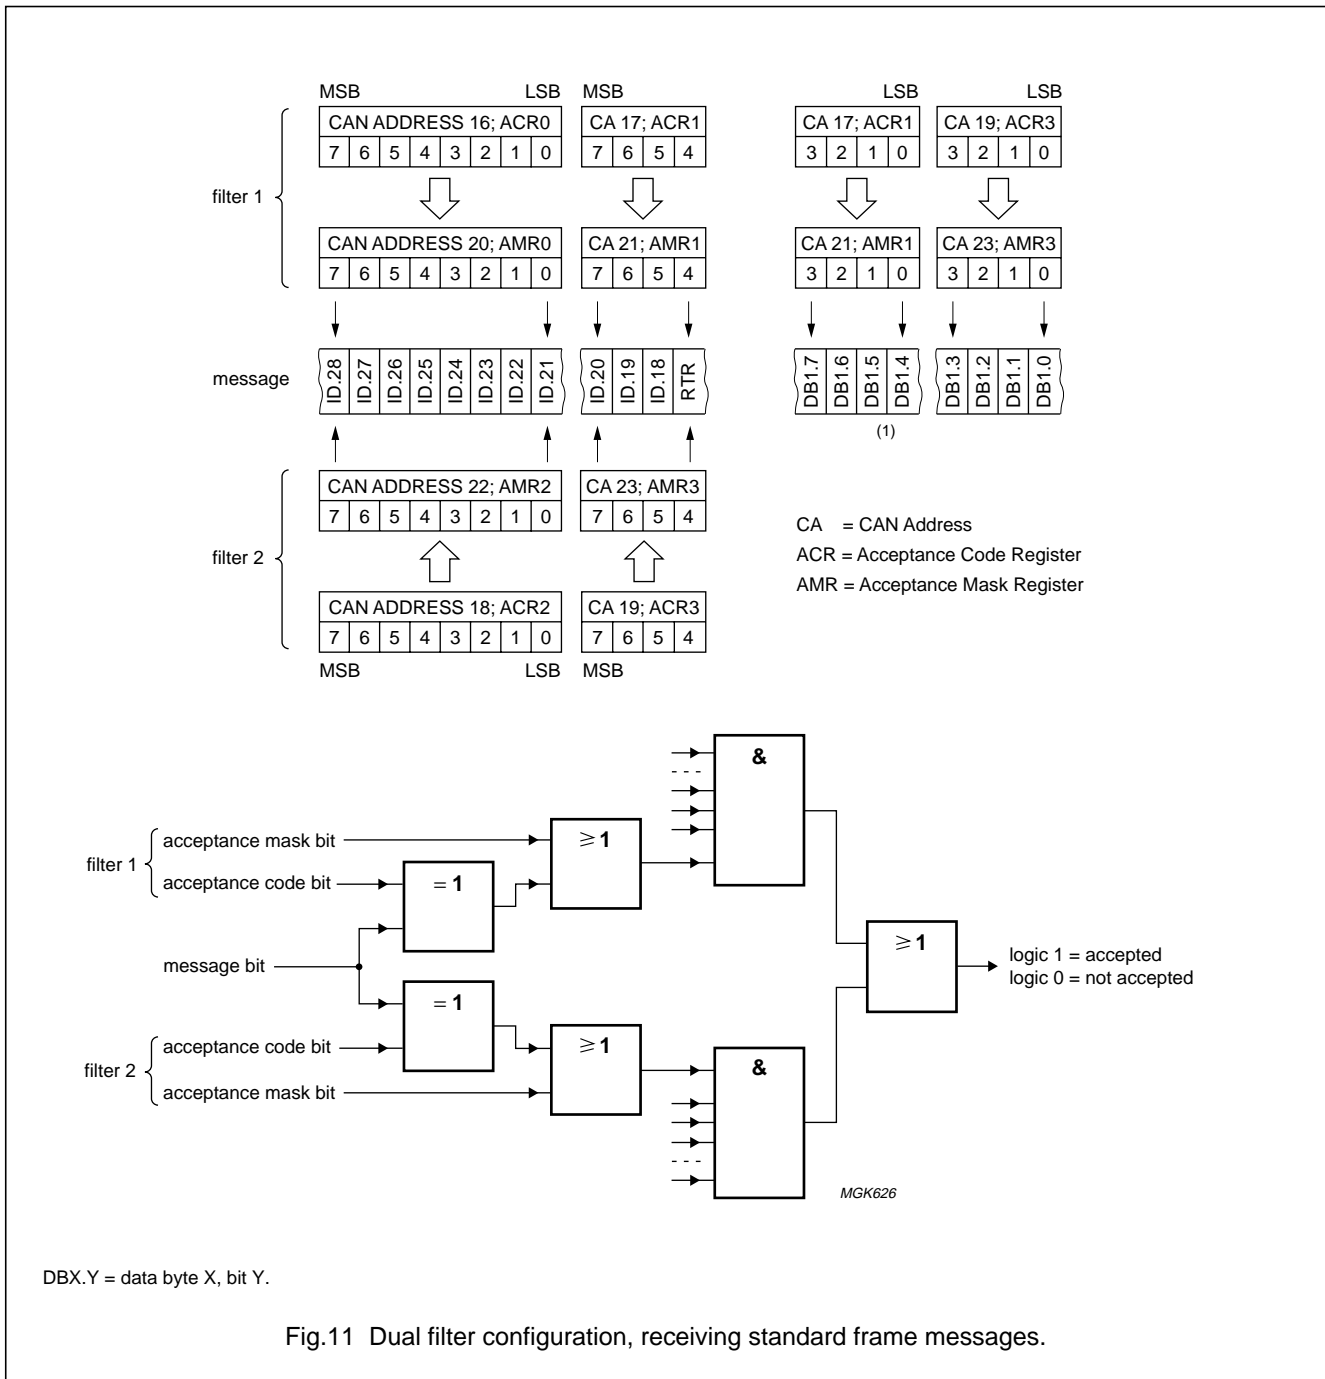 MSB LSB MSB LSB LSB
CAN ADDRESS 16; ACR0 CA 17; ACR1 CA 17; ACR1 CA 19; ACR3
7 6 5 4 3 2 1 0 7 6 5 4 3 2 1 0 3 2 1 0
filter 1
CAN ADDRESS 20; AMR0 CA 21; AMR1 CA 21; AMR1 CA 23; AMR3
7 6 5 4 3 2 1 0 7 6 5 4 3 2 1 0 3 2 1 0
message ID.28 ID.27 ID.26 ID.25 ID.24 ID.23 ID.22 ID.21 ID.20 ID.19 ID.18 RTR DB1.7 DB1.6 DB1.5 DB1.4 DB1.3 DB1.2 DB1.1 DB1.0
(1)
CAN ADDRESS 22; AMR2 CA 23; AMR3
7 6 5 4 3 2 1 0 7 6 5 4
filter 2
CAN ADDRESS 18; ACR2 CA 19; ACR3
7 6 5 4 3 2 1 0 7 6 5 4
MSB LSB MSB
CA = CAN Address
ACR = Acceptance Code Register
AMR = Acceptance Mask Register
&
filter 1
acceptance mask bit
≥ 1
acceptance code bit
= 1
message bit
≥ 1
logic 1 = accepted
logic 0 = not accepted
= 1
filter 2
acceptance code bit
≥ 1
acceptance mask bit
&
MGK626
DBX.Y = data byte X, bit Y.
Fig.11 Dual filter configuration, receiving standard frame messages.